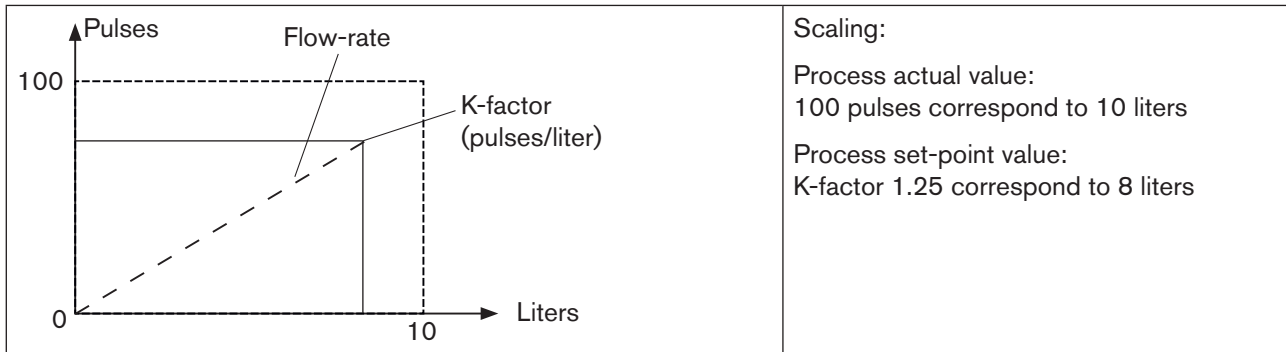 Pulses
Flow-rate
100
K-factor
(pulses/liter)
0
10
Liters
Scaling:
Process actual value:
100 pulses correspond to 10 liters
Process set-point value:
K-factor 1.25 correspond to 8 liters